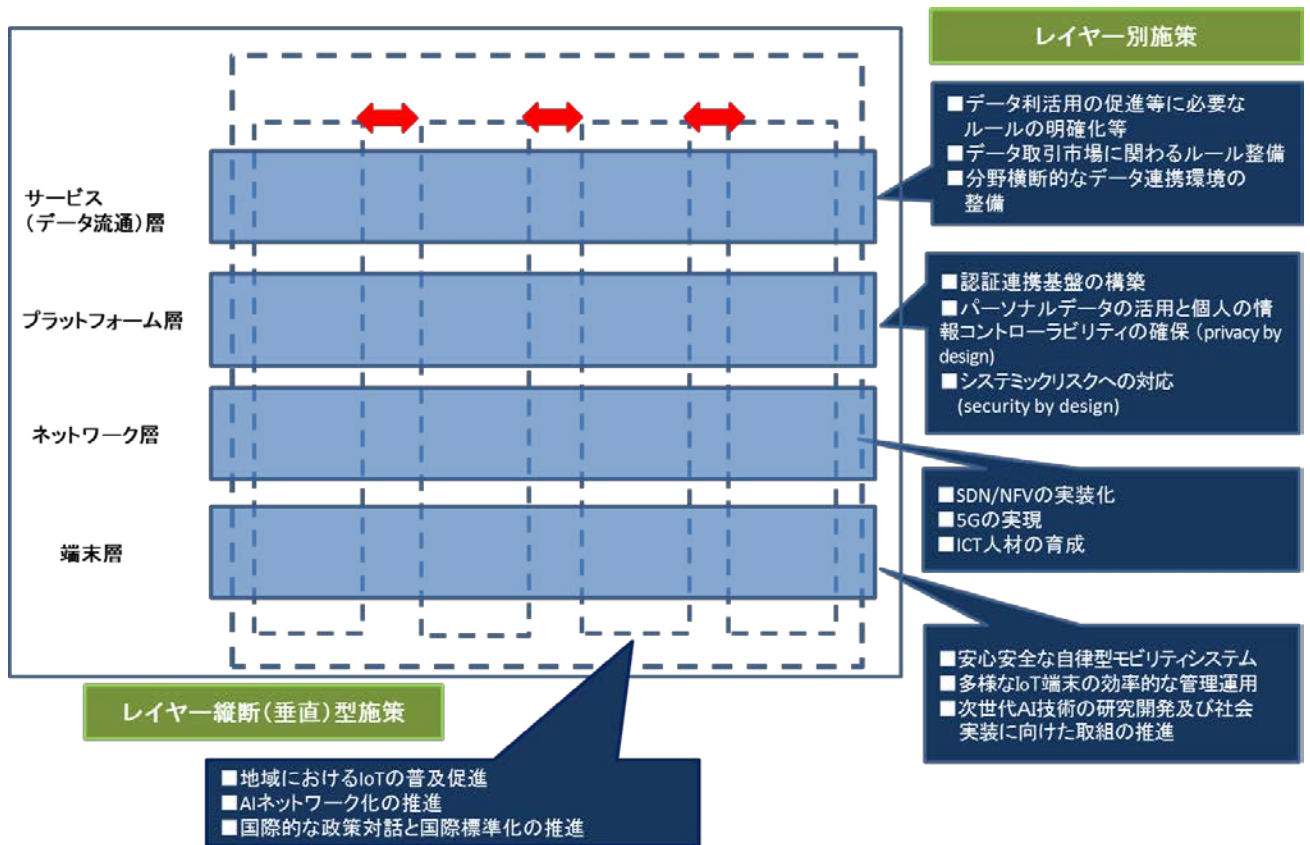 レイヤー別施策
■データ利活用の促進等に必要な
ルールの明確化等
■データ取引市場に関わるルール整備
■分野横断的なデータ連携環境の
整備
サービス
(データ流通)層
■認証連携基盤の構築
■パーソナルデータの活用と個人の情
報コントローラビリティの確保(privacy by
design)
■システミックリスクへの対応
(security by design)
プラットフォーム層
ネットワーク層
■SDN/NFVの実装化
■5Gの実現
■ICT人材の育成
端末層
■安心安全な自律型モビリティシステム
■多様なIoT端末の効率的な管理運用
■次世代AI技術の研究開発及び社会
実装に向けた取組の推進
レイヤー縦断(垂直)型施策
■地域におけるIoTの普及促進
■AIネットワーク化の推進
■国際的な政策対話と国際標準化の推進